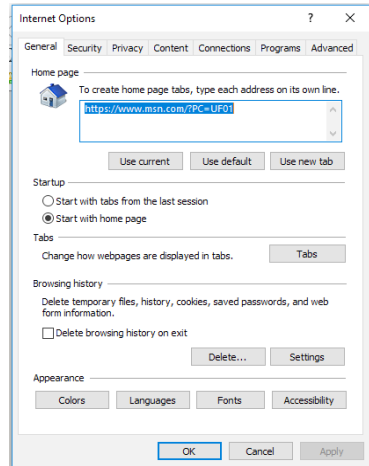 Internet Options ? X
General Security Privacy Content Connections Programs Advanced
Home page
To create home page tabs, type each address on its own line.
https://www.msn.com/?PC=UF01
Use current Use default Use new tab
Startup
Start with tabs from the last session
Start with home page
Tabs
Change how webpages are displayed in tabs. Tabs
Browsing history
Delete temporary files, history, cookies, saved passwords, and web
form information.
Delete browsing history on exit
Delete... Settings
Appearance
Colors Languages Fonts Accessibility
OK Cancel Apply